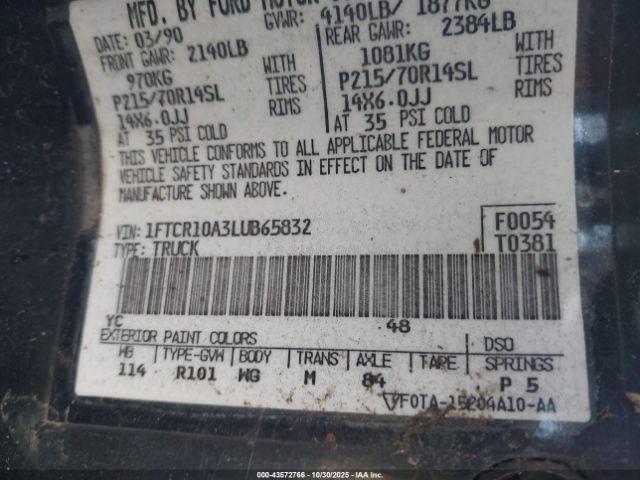 MFD. BY FORD MOTOR
GVWR: 4140LB/ 1877KG
DATE: 03/90
FRONT GAWR: 2140LB
REAR GAWR: 2384LB
970KG WITH
1081KG WITH
P215/70R14SL TIRES
P215/70R14SL TIRES
14X6.0JJ RIMS
14X6.0JJ RIMS
AT 35 PSI COLD
AT 35 PSI COLD
THIS VEHICLE CONFORMS TO ALL APPLICABLE FEDERAL MOTOR
VEHICLE SAFETY STANDARDS IN EFFECT ON THE DATE OF
MANUFACTURE SHOWN ABOVE.
VIN: 1FTCR10A3LUB65832
F0054
TYPE: TRUCK
T0381
YC 48
EXTERIOR PAINT COLORS DSO
WB TYPE-GVW BODY TRANS AXLE TAPE SPRINGS
114 R101 WG M 84 P 5
F0TA-15204A10-AA
000-43572766 - 10/30/2025 - IAA